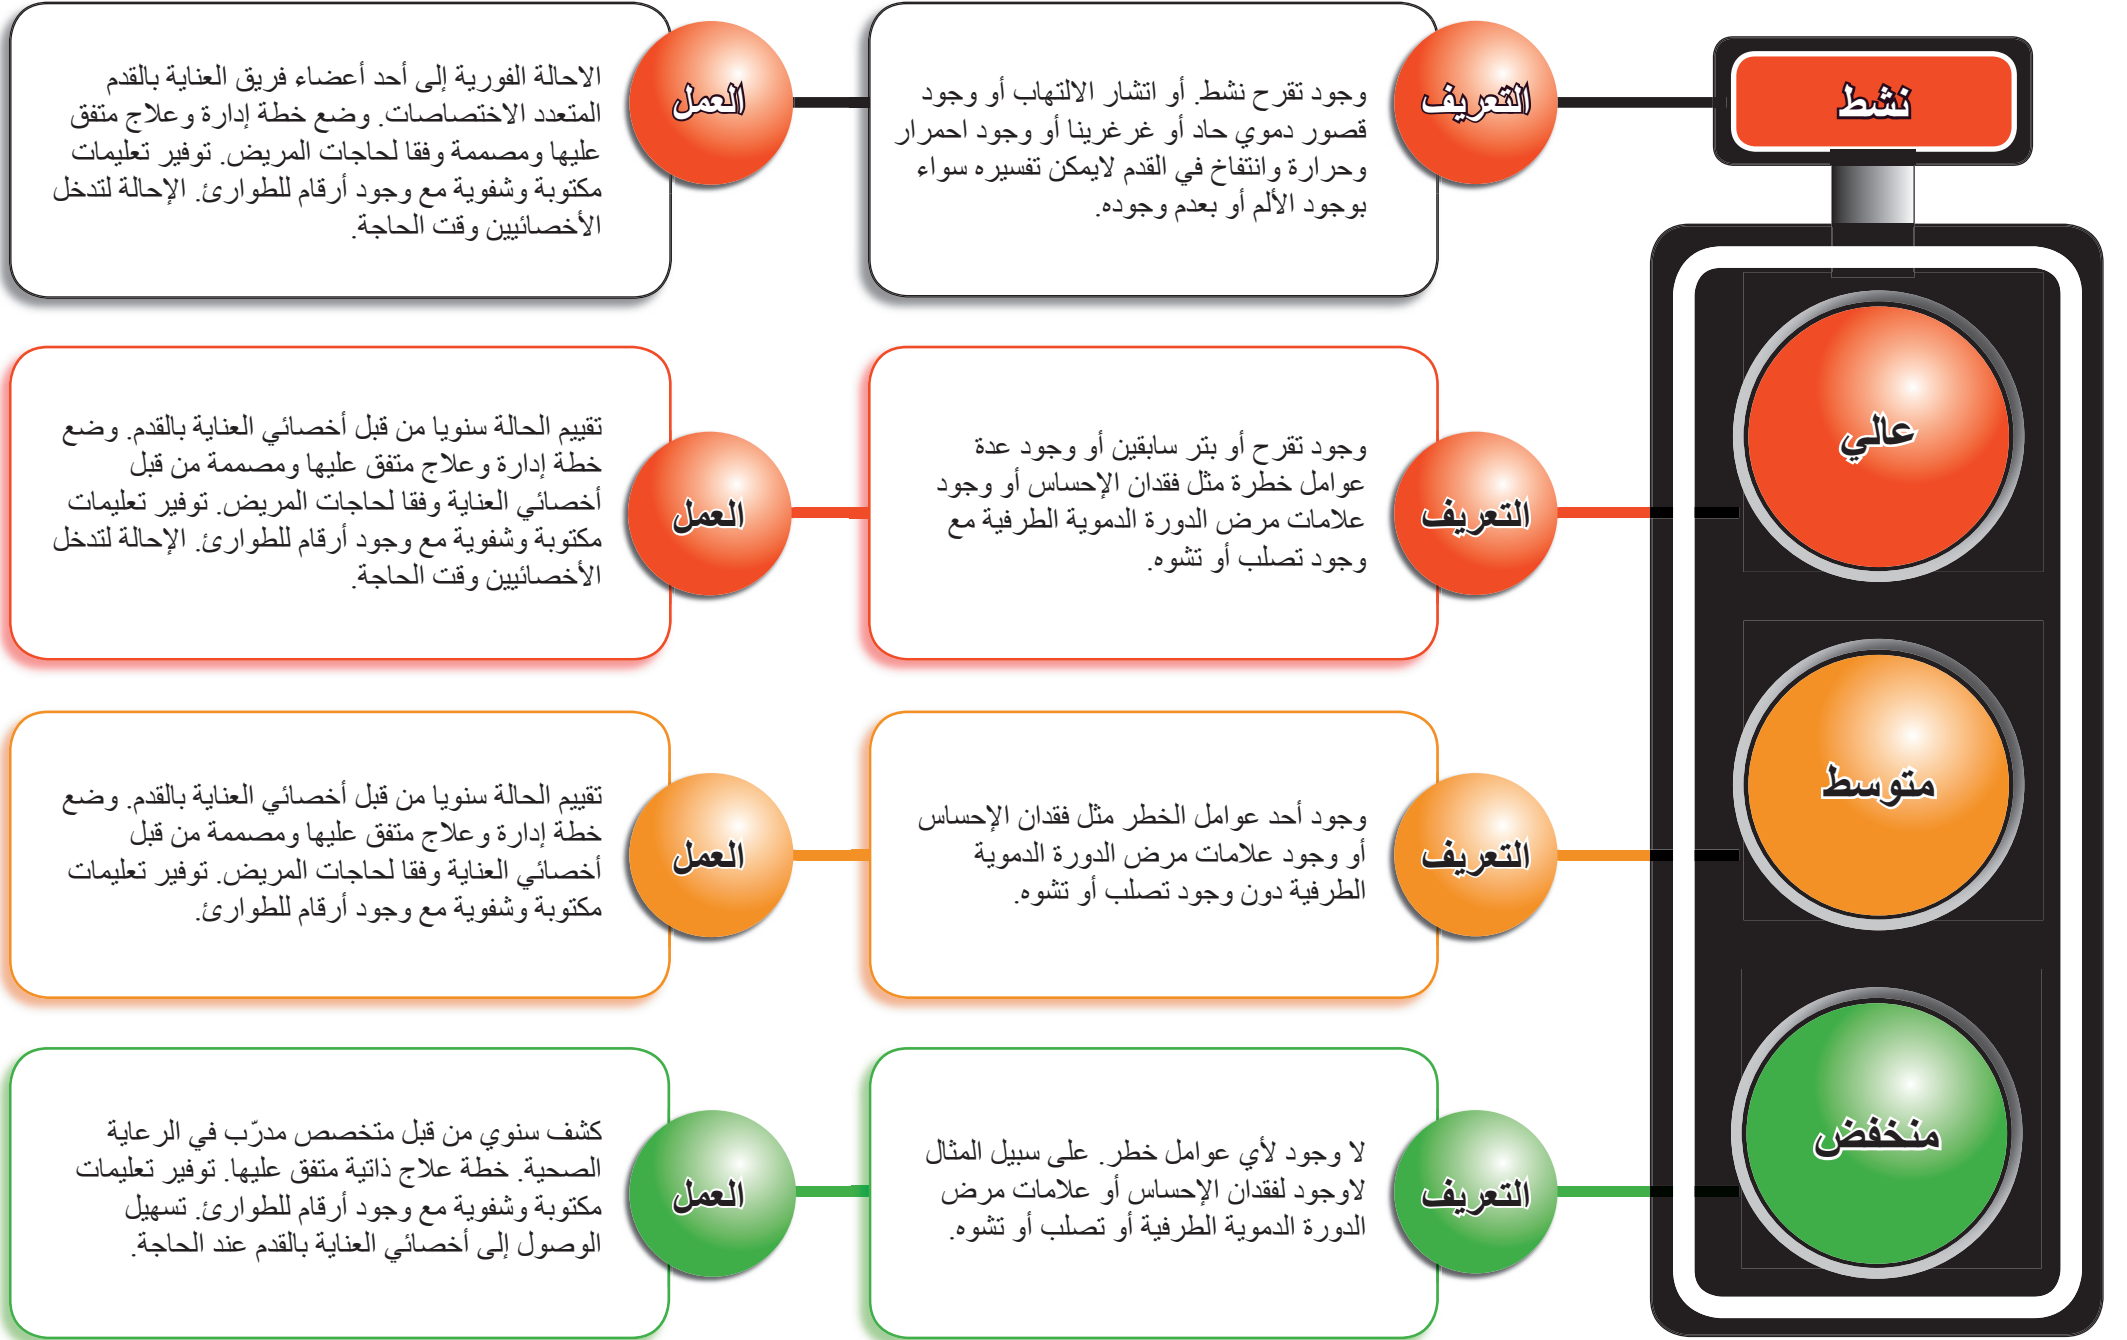 نشط
التعريف
وجود تقرح نشط. أو اتشار الالتهاب أو وجود
قصور دموي حاد أو غرغرينا أو وجود احمرار
وحرارة وانتفاخ في القدم لايمكن تفسيره سواء
بوجود الألم أو بعدم وجوده.
العمل
الاحالة الفورية إلى أحد أعضاء فريق العناية بالقدم
المتعدد الاختصاصات. وضع خطة إدارة وعلاج متفق
عليها ومصممة وفقا لحاجات المريض. توفير تعليمات
مكتوبة وشفوية مع وجود أرقام للطوارئ. الإحالة لتدخل
الأخصائيين وقت الحاجة.
عالي
التعريف
وجود تقرح أو بتر سابقين أو وجود عدة
عوامل خطرة مثل فقدان الإحساس أو وجود
علامات مرض الدورة الدموية الطرفية مع
وجود تصلب أو تشوه.
العمل
تقييم الحالة سنويا من قبل أخصائي العناية بالقدم. وضع
خطة إدارة وعلاج متفق عليها ومصممة من قبل
أخصائي العناية وفقا لحاجات المريض. توفير تعليمات
مكتوبة وشفوية مع وجود أرقام للطوارئ. الإحالة لتدخل
الأخصائيين وقت الحاجة.
متوسط
التعريف
وجود أحد عوامل الخطر مثل فقدان الإحساس
أو وجود علامات مرض الدورة الدموية
الطرفية دون وجود تصلب أو تشوه.
العمل
تقييم الحالة سنويا من قبل أخصائي العناية بالقدم. وضع
خطة إدارة وعلاج متفق عليها ومصممة من قبل
أخصائي العناية وفقا لحاجات المريض. توفير تعليمات
مكتوبة وشفوية مع وجود أرقام للطوارئ.
منخفض
التعريف
لا وجود لأي عوامل خطر. على سبيل المثال
لاوجود لفقدان الإحساس أو علامات مرض
الدورة الدموية الطرفية أو تصلب أو تشوه.
العمل
كشف سنوي من قبل متخصص مدرّب في الرعاية
الصحية. خطة علاج ذاتية متفق عليها. توفير تعليمات
مكتوبة وشفوية مع وجود أرقام للطوارئ. تسهيل
الوصول إلى أخصائي العناية بالقدم عند الحاجة.